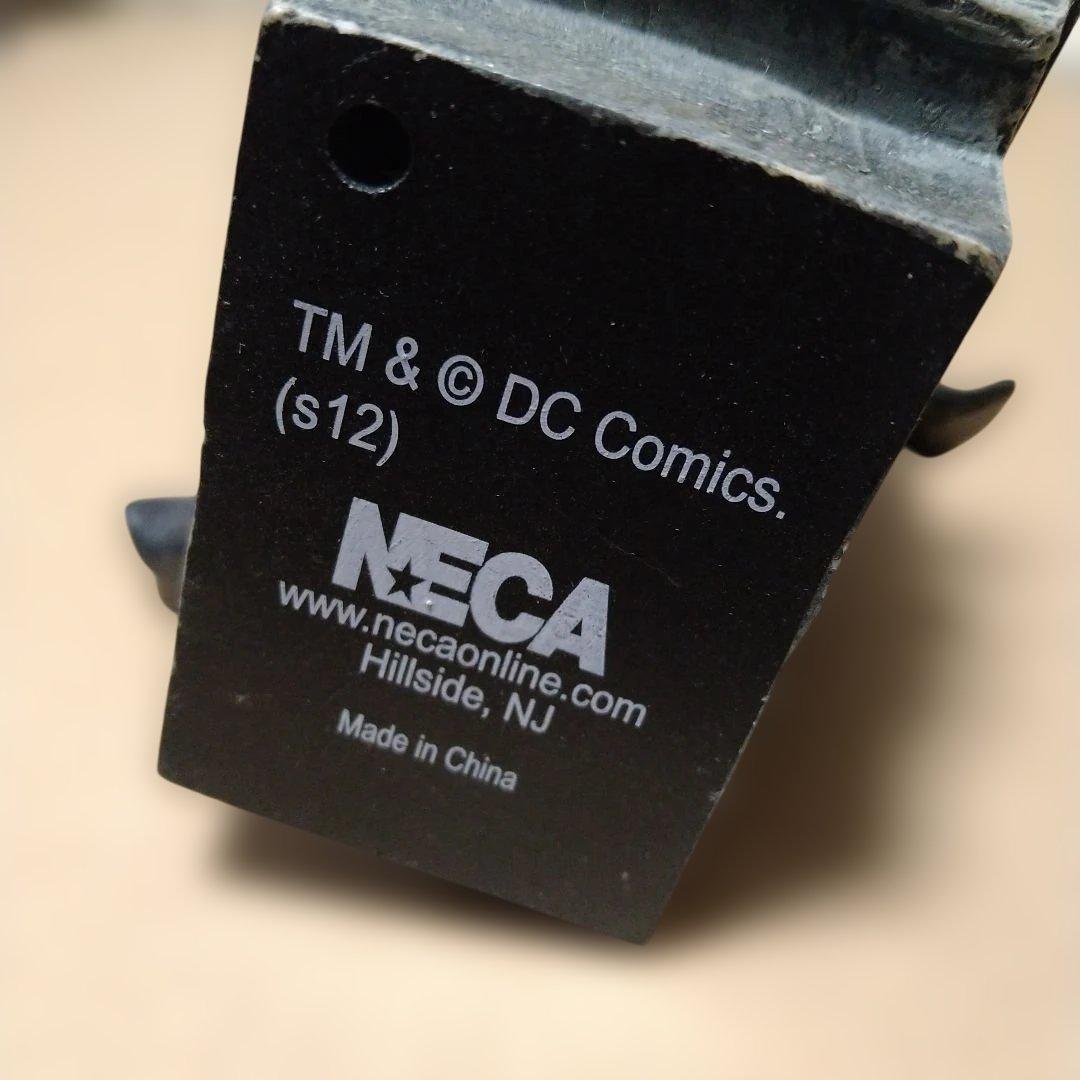 TM & © DC Comics.
(s12)
NECA
www.necaonline.com
Hillside, NJ
Made in China